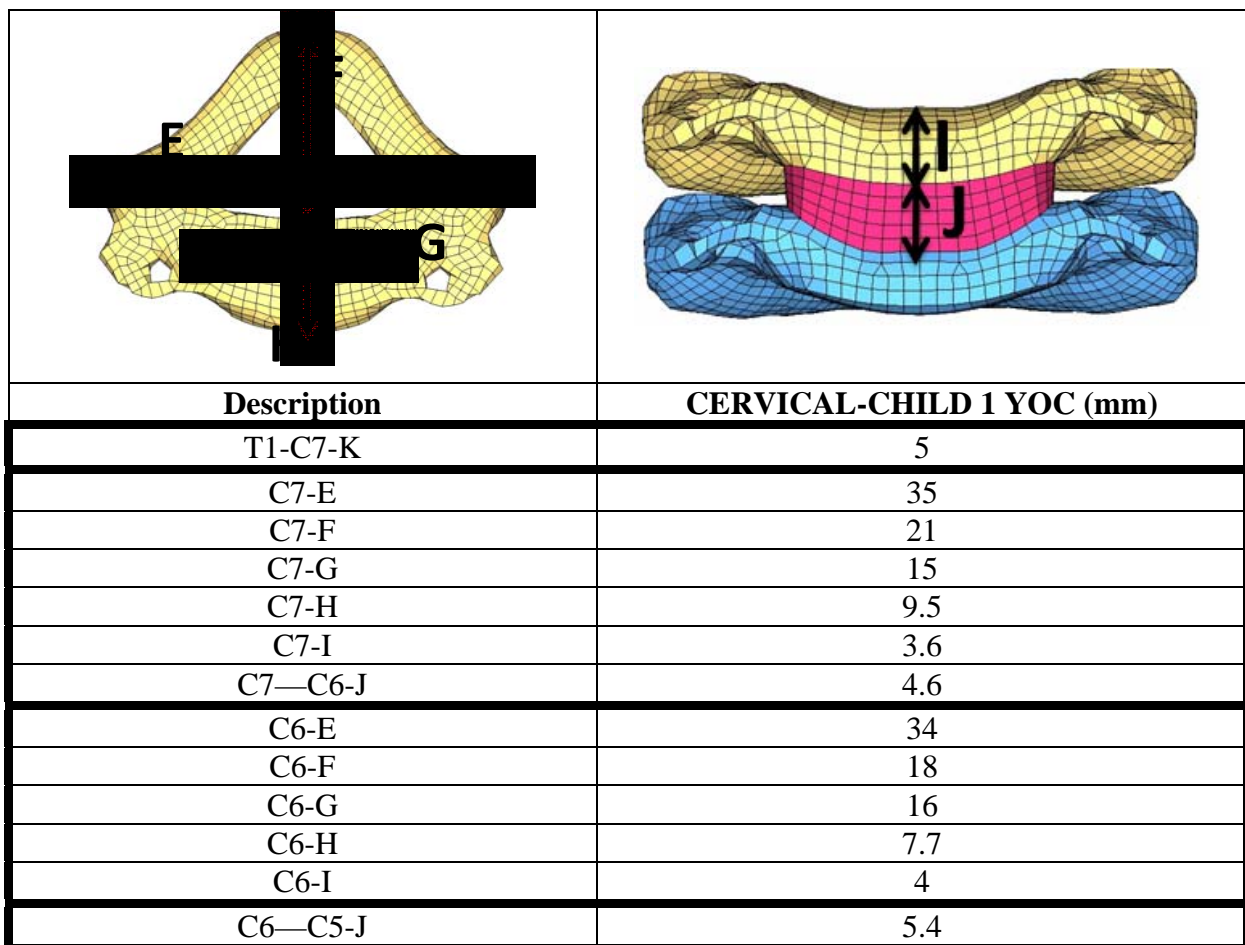 E
G
I
J
Description CERVICAL-CHILD 1 YOC (mm)
T1-C7-K 5
C7-E 35
C7-F 21
C7-G 15
C7-H 9.5
C7-I 3.6
C7—C6-J 4.6
C6-E 34
C6-F 18
C6-G 16
C6-H 7.7
C6-I 4
C6—C5-J 5.4